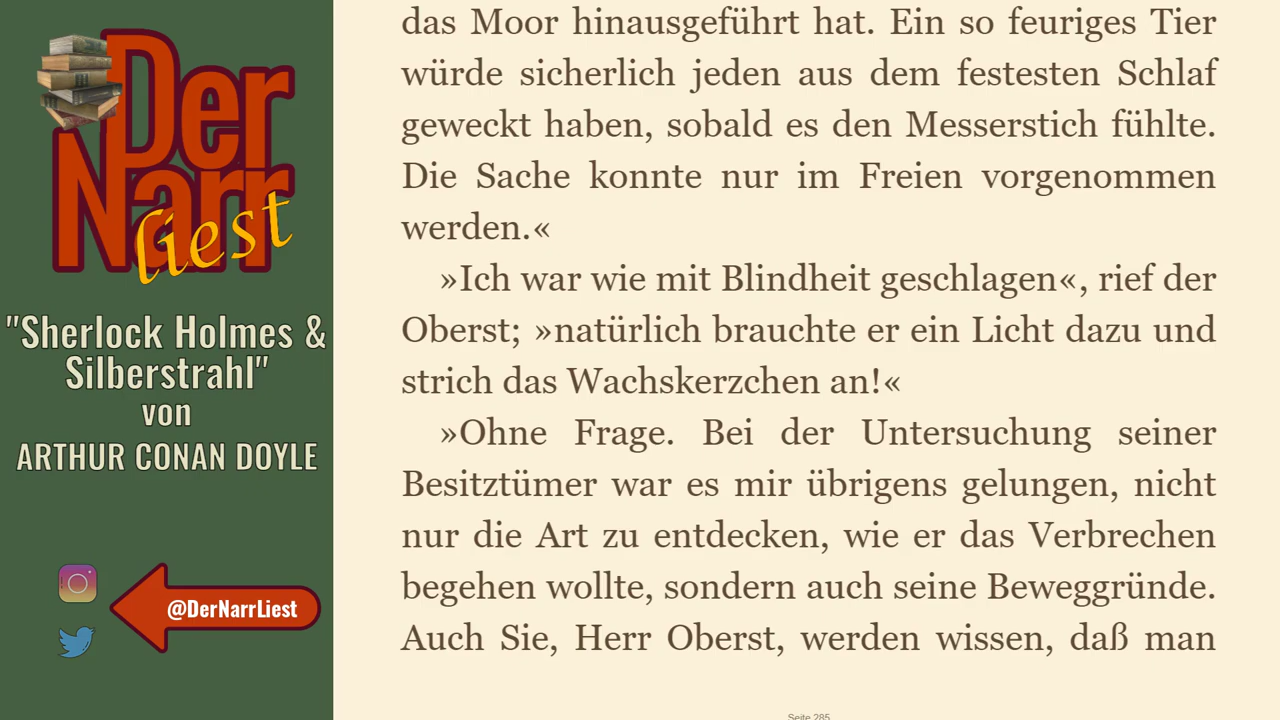 Der
Narr
liest
"Sherlock Holmes &
Silberstrahl"
von
ARTHUR CONAN DOYLE
@DerNarrLiest
das Moor hinausgeführt hat. Ein so feuriges Tier
würde sicherlich jeden aus dem festesten Schlaf
geweckt haben, sobald es den Messerstich fühlte.
Die Sache konnte nur im Freien vorgenommen
werden.«
»Ich war wie mit Blindheit geschlagen«, rief der
Oberst; »natürlich brauchte er ein Licht dazu und
strich das Wachskerzchen an!«
»Ohne Frage. Bei der Untersuchung seiner
Besitztümer war es mir übrigens gelungen, nicht
nur die Art zu entdecken, wie er das Verbrechen
begehen wollte, sondern auch seine Beweggründe.
Auch Sie, Herr Oberst, werden wissen, daß man
Seite 285